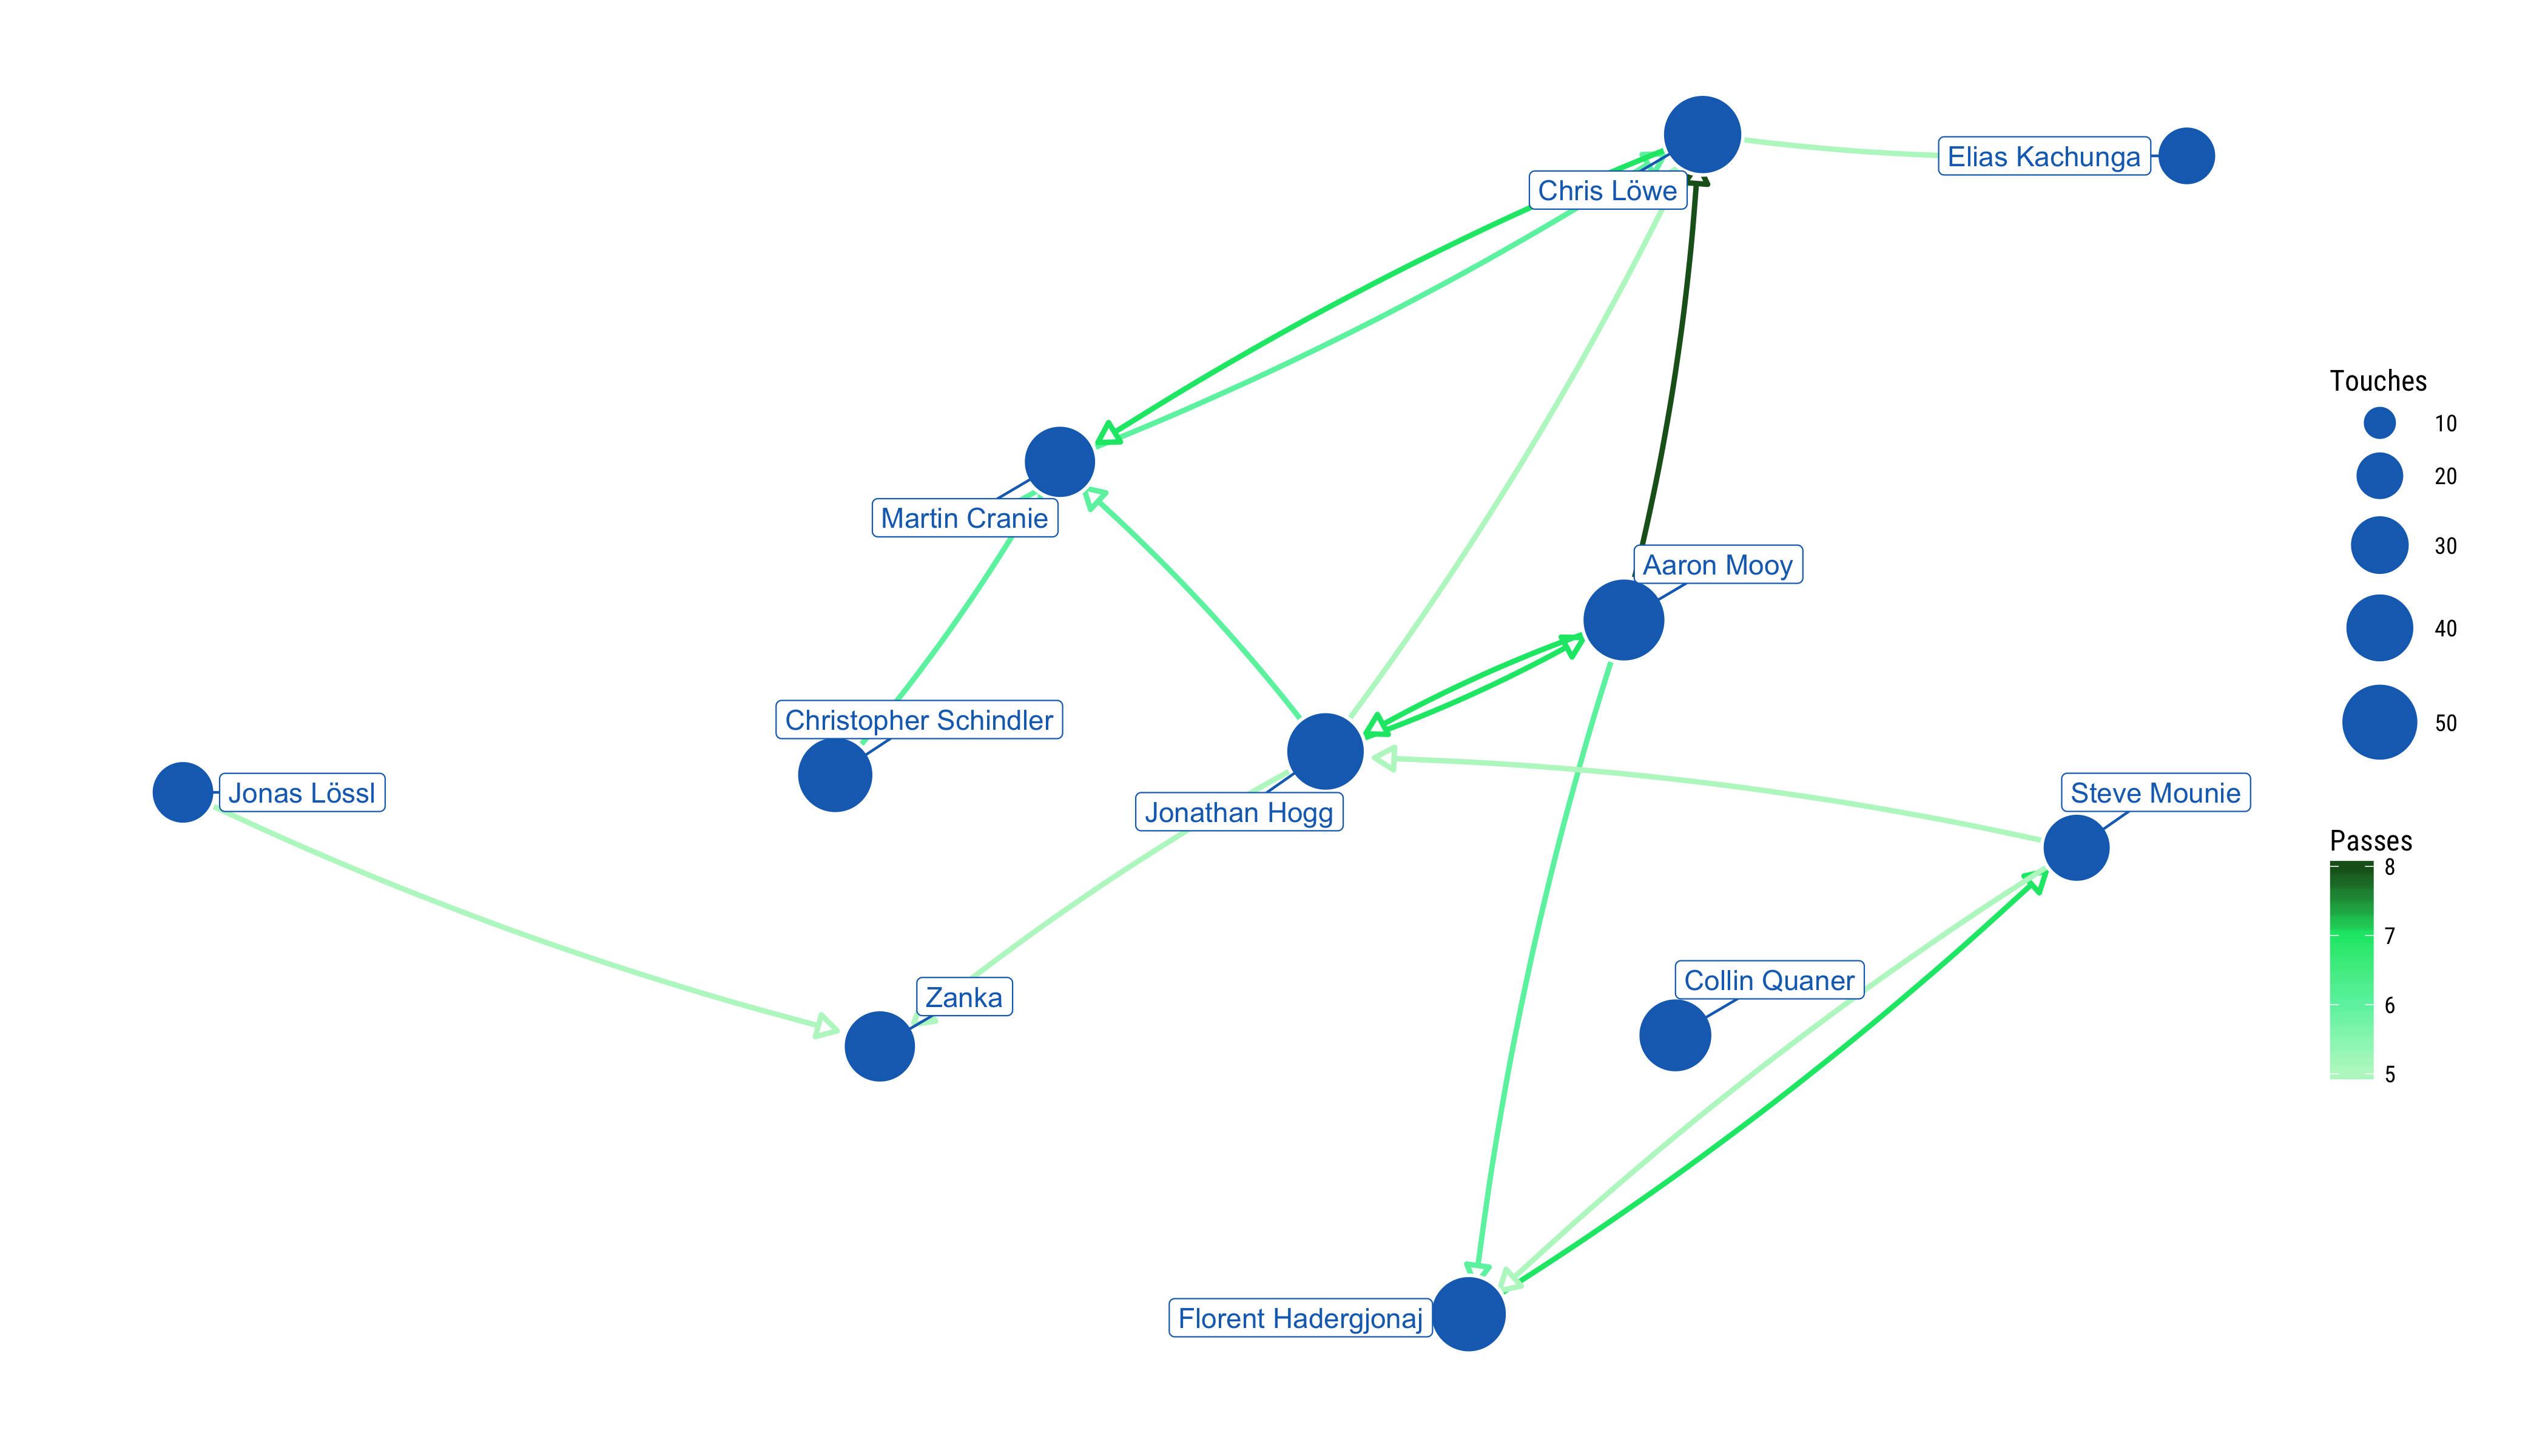 Elias Kachunga
Chris Löwe
Martin Cranie
Aaron Mooy
Christopher Schindler
Jonas Lössl
Jonathan Hogg
Steve Mounie
Zanka
Collin Quaner
Florent Hadergjonaj
Touches
10
20
30
40
50
Passes
8
7
6
5